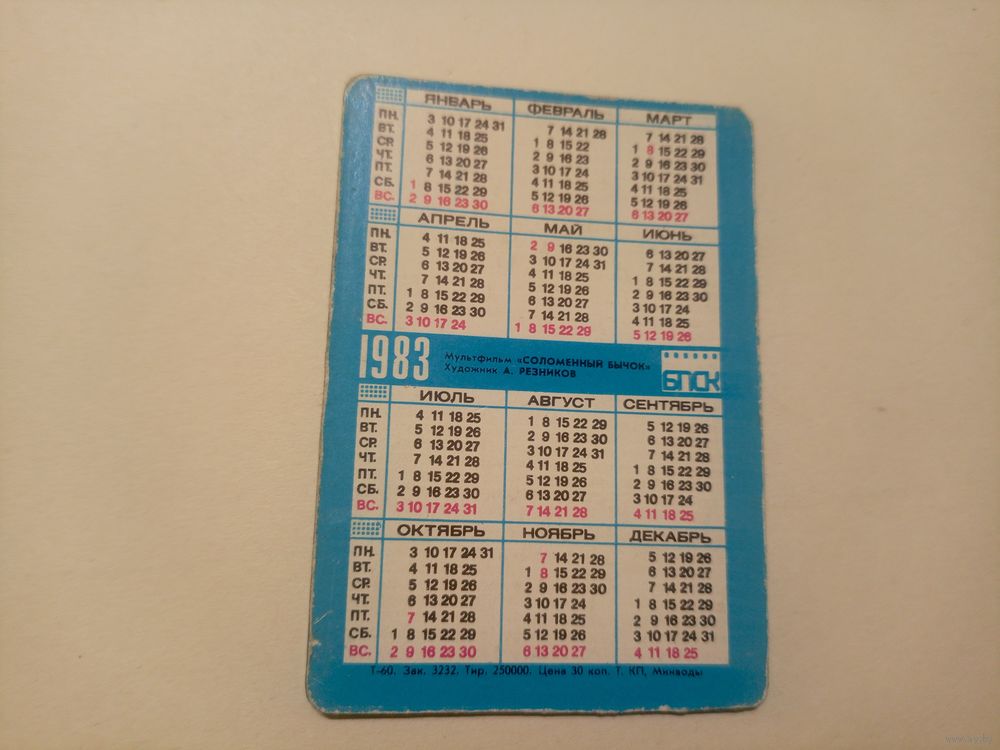 ЯНВАРЬ ФЕВРАЛЬ МАРТ
ПН. 3 10 17 24 31 7 14 21 28 7 14 21 28
ВТ. 4 11 18 25 1 8 15 22 1 8 15 22 29
СР. 5 12 19 26 2 9 16 23 2 9 16 23 30
ЧТ. 6 13 20 27 3 10 17 24 3 10 17 24 31
ПТ. 7 14 21 28 4 11 18 25 4 11 18 25
СБ. 1 8 15 22 29 5 12 19 26 5 12 19 26
ВС. 2 9 16 23 30 6 13 20 27 6 13 20 27
АПРЕЛЬ МАЙ ИЮНЬ
ПН. 4 11 18 25 2 9 16 23 30 6 13 20 27
ВТ. 5 12 19 26 3 10 17 24 31 7 14 21 28
СР. 6 13 20 27 4 11 18 25 1 8 15 22 29
ЧТ. 7 14 21 28 5 12 19 26 2 9 16 23 30
ПТ. 1 8 15 22 29 6 13 20 27 3 10 17 24
СБ. 2 9 16 23 30 7 14 21 28 4 11 18 25
ВС. 3 10 17 24 1 8 15 22 29 5 12 19 26
1983 Мультфильм «СОЛОМЕННЫЙ БЫЧОК» БПСК
Художник А. РЕЗНИКОВ
ИЮЛЬ АВГУСТ СЕНТЯБРЬ
ПН. 4 11 18 25 1 8 15 22 29 5 12 19 26
ВТ. 5 12 19 26 2 9 16 23 30 6 13 20 27
СР. 6 13 20 27 3 10 17 24 31 7 14 21 28
ЧТ. 7 14 21 28 4 11 18 25 1 8 15 22 29
ПТ. 1 8 15 22 29 5 12 19 26 2 9 16 23 30
СБ. 2 9 16 23 30 6 13 20 27 3 10 17 24
ВС. 3 10 17 24 31 7 14 21 28 4 11 18 25
ОКТЯБРЬ НОЯБРЬ ДЕКАБРЬ
ПН. 3 10 17 24 31 7 14 21 28 5 12 19 26
ВТ. 4 11 18 25 1 8 15 22 29 6 13 20 27
СР. 5 12 19 26 2 9 16 23 30 7 14 21 28
ЧТ. 6 13 20 27 3 10 17 24 1 8 15 22 29
ПТ. 7 14 21 28 4 11 18 25 2 9 16 23 30
СБ. 1 8 15 22 29 5 12 19 26 3 10 17 24 31
ВС. 2 9 16 23 30 6 13 20 27 4 11 18 25
Т-60. Зак. 3232. Тир. 250000. Цена 30 коп. Т. КП, Минводы